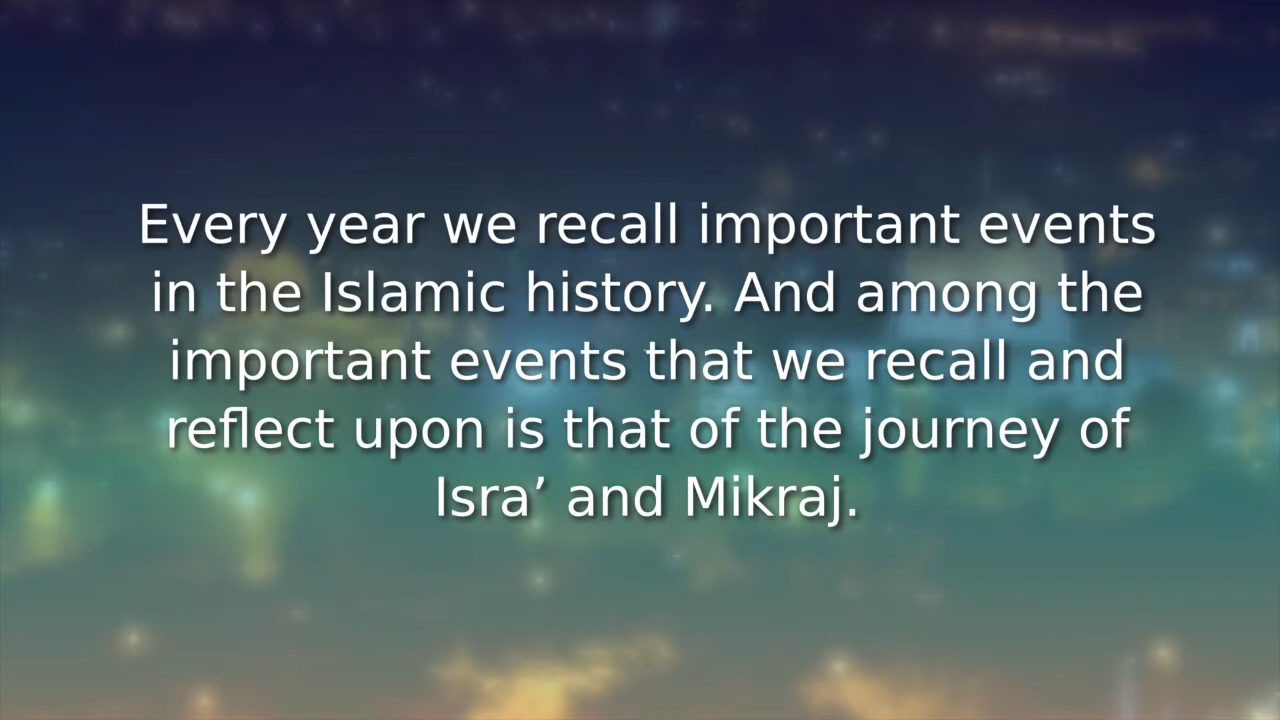 Every year we recall important events
in the Islamic history. And among the
important events that we recall and
reflect upon is that of the journey of
Isra’ and Mikraj.